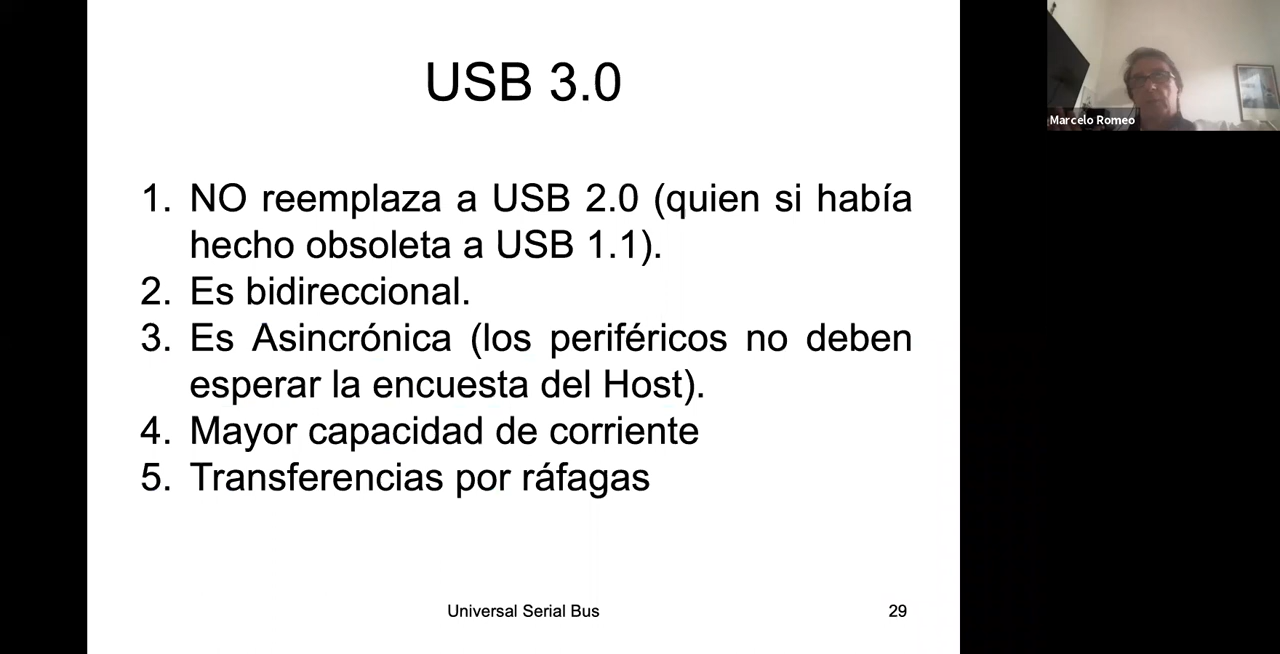 USB 3.0
Marcelo Romeo
1. NO reemplaza a USB 2.0 (quien si había
hecho obsoleta a USB 1.1).
2. Es bidireccional.
3. Es Asincrónica (los periféricos no deben
esperar la encuesta del Host).
4. Mayor capacidad de corriente
5. Transferencias por ráfagas
Universal Serial Bus
29